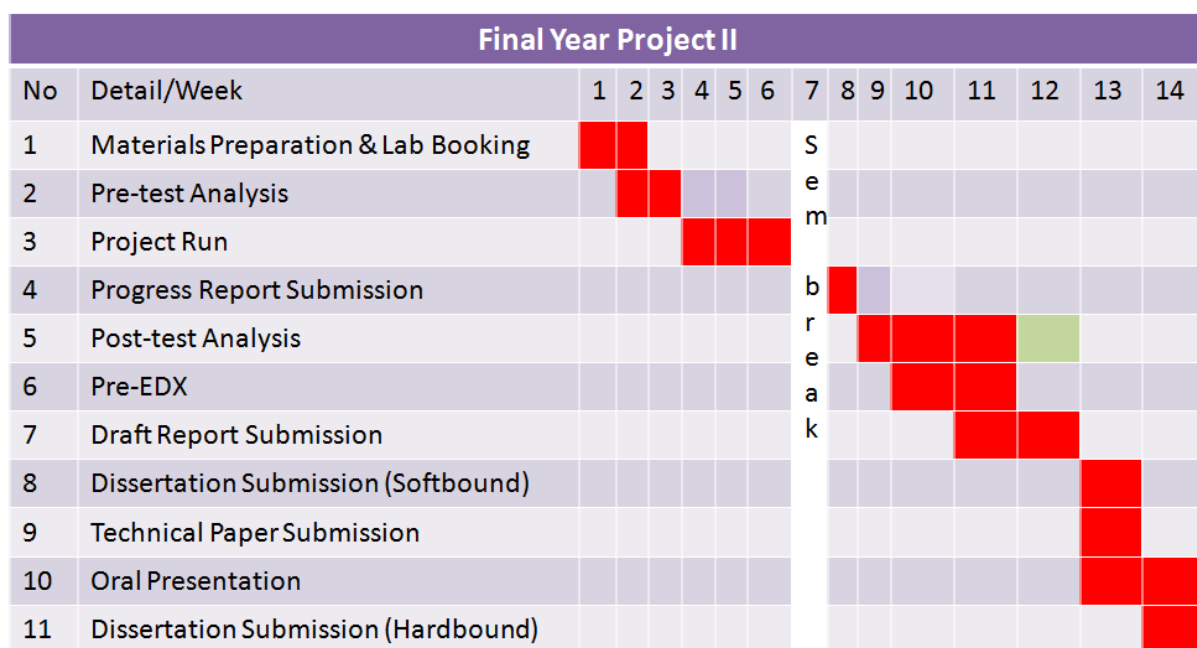 Final Year Project II
No Detail/Week 1 2 3 4 5 6 7 8 9 10 11 12 13 14
1 Materials Preparation & Lab Booking
2 Pre-test Analysis
3 Project Run
4 Progress Report Submission
5 Post-test Analysis
6 Pre-EDX
7 Draft Report Submission
8 Dissertation Submission (Softbound)
9 Technical Paper Submission
10 Oral Presentation
11 Dissertation Submission (Hardbound)
S
e
m
b
r
e
a
k